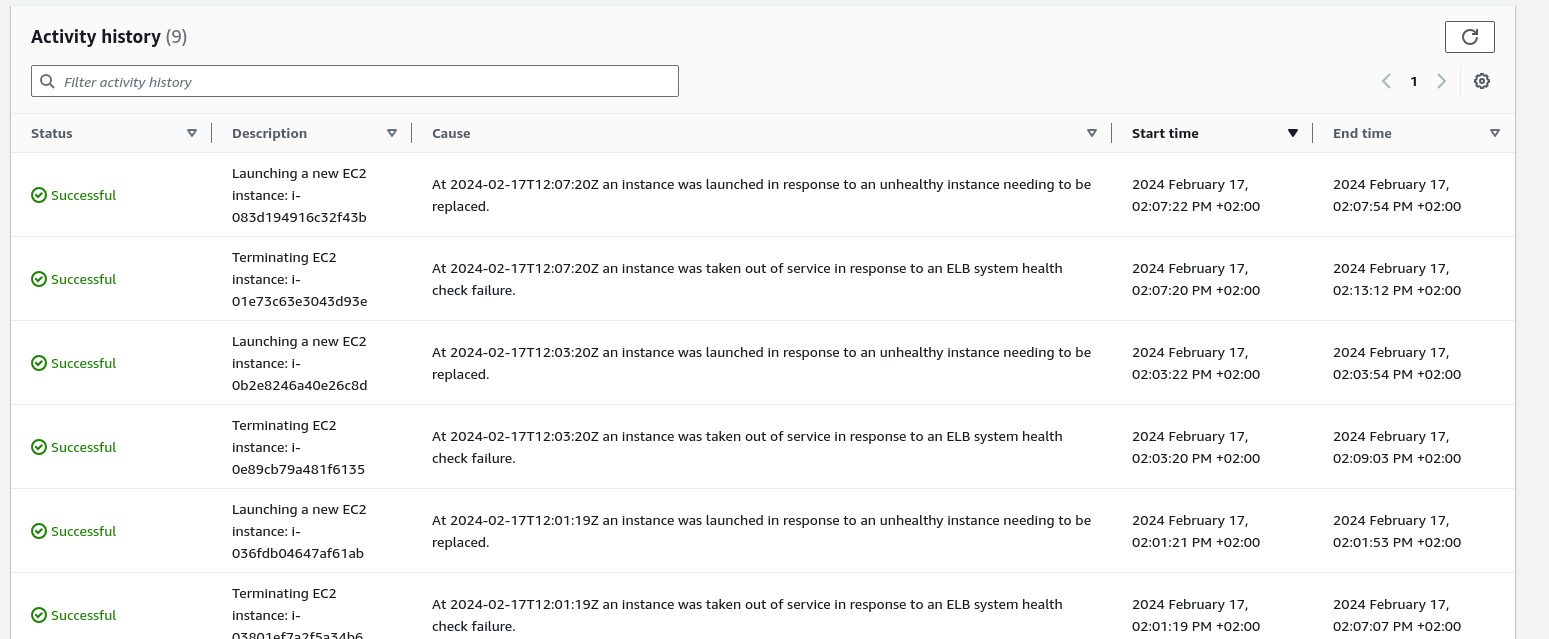 Activity history (9)
Filter activity history
1
Status Description Cause Start time End time
Successful
Launching a new EC2
instance: i-
083d194916c32f43b
At 2024-02-17T12:07:20Z an instance was launched in response to an unhealthy instance needing to be
replaced.
2024 February 17,
02:07:22 PM +02:00
2024 February 17,
02:07:54 PM +02:00
Successful
Terminating EC2
instance: i-
01e73c63e3043d93e
At 2024-02-17T12:07:20Z an instance was taken out of service in response to an ELB system health
check failure.
2024 February 17,
02:07:20 PM +02:00
2024 February 17,
02:13:12 PM +02:00
Successful
Launching a new EC2
instance: i-
0b2e8246a40e26c8d
At 2024-02-17T12:03:20Z an instance was launched in response to an unhealthy instance needing to be
replaced.
2024 February 17,
02:03:22 PM +02:00
2024 February 17,
02:03:54 PM +02:00
Successful
Terminating EC2
instance: i-
0e89cb79a481f6135
At 2024-02-17T12:03:20Z an instance was taken out of service in response to an ELB system health
check failure.
2024 February 17,
02:03:20 PM +02:00
2024 February 17,
02:09:03 PM +02:00
Successful
Launching a new EC2
instance: i-
036fdb04647af61ab
At 2024-02-17T12:01:19Z an instance was launched in response to an unhealthy instance needing to be
replaced.
2024 February 17,
02:01:21 PM +02:00
2024 February 17,
02:01:53 PM +02:00
Successful
Terminating EC2
instance: i-
03801ef7a2f5a34b6
At 2024-02-17T12:01:19Z an instance was taken out of service in response to an ELB system health
check failure.
2024 February 17,
02:01:19 PM +02:00
2024 February 17,
02:07:07 PM +02:00